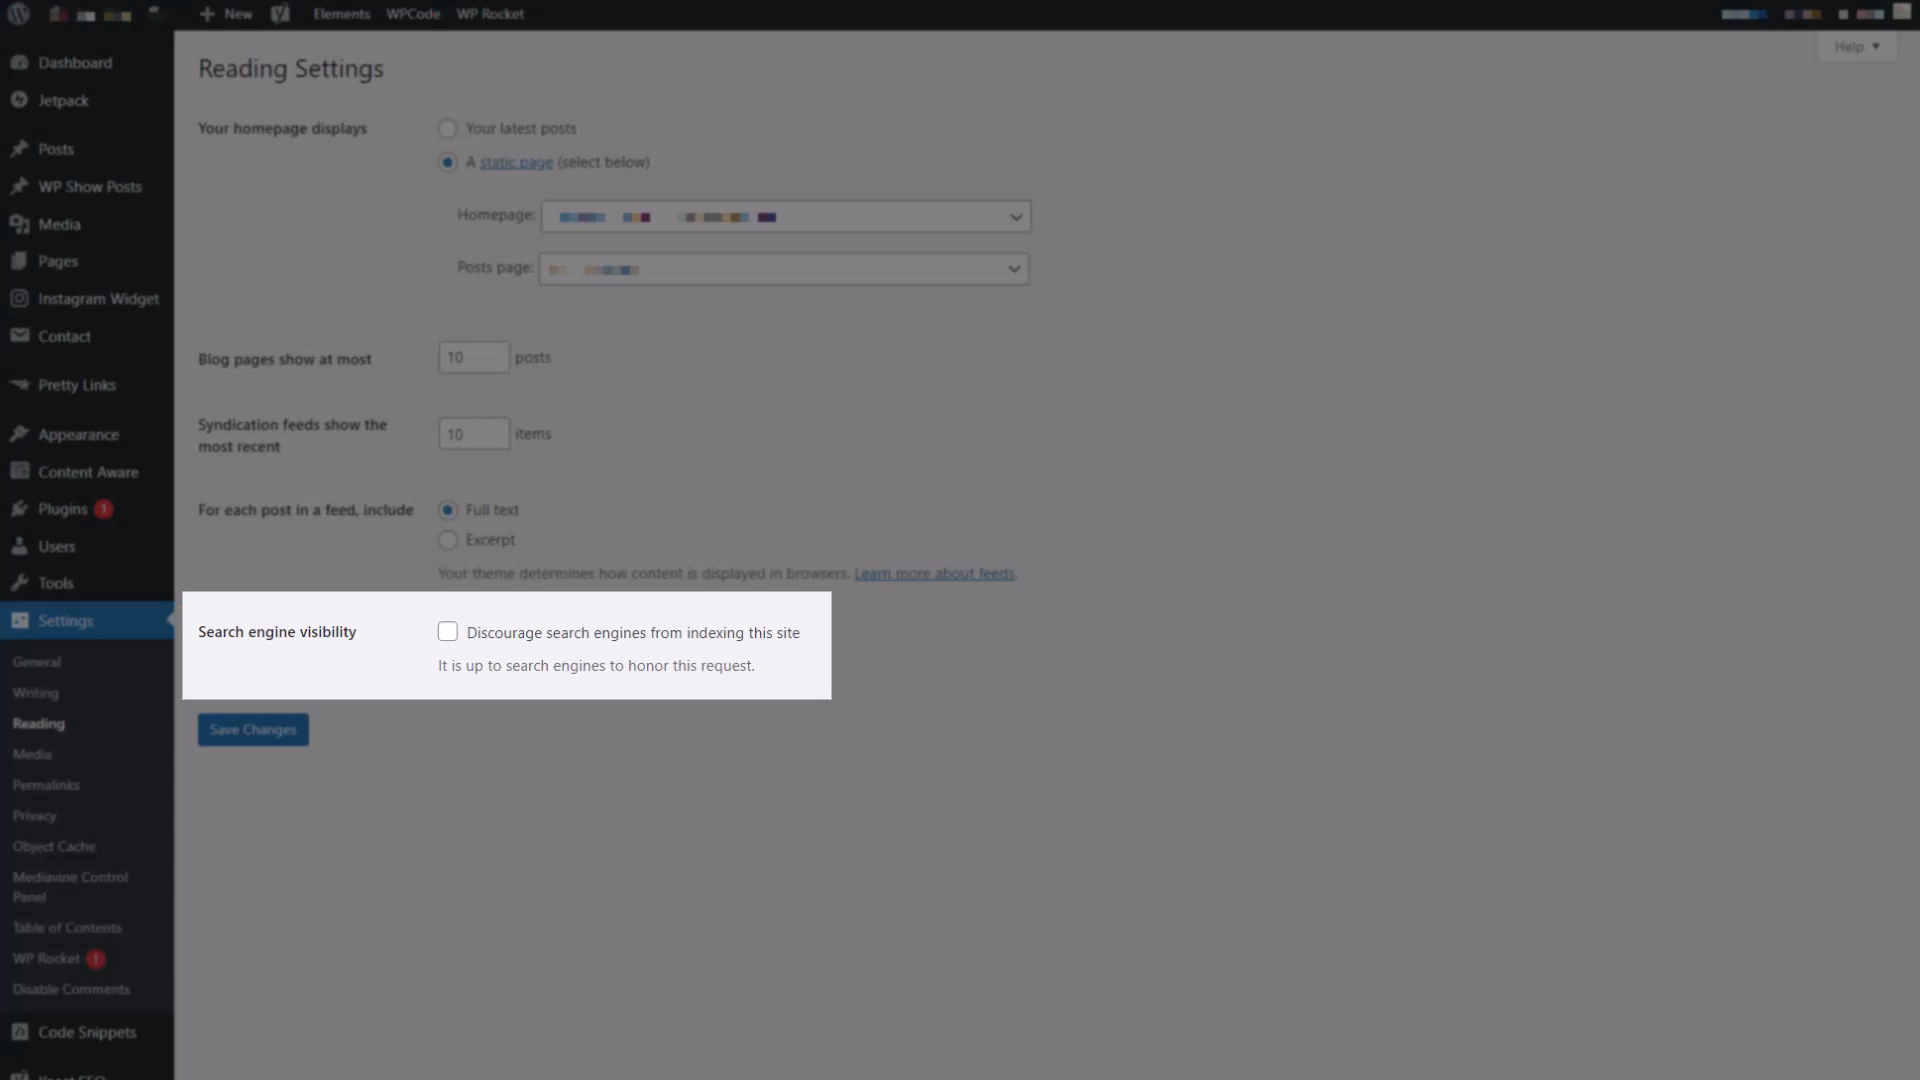 New
Elements
WPCode
WP Rocket
Help
Dashboard
Jetpack
Posts
WP Show Posts
Media
Pages
Instagram Widget
Contact
Pretty Links
Appearance
Content Aware
Plugins 1
Users
Tools
Settings
General
Writing
Reading
Media
Permalinks
Privacy
Object Cache
Mediavine Control
Panel
Table of Contents
WP Rocket 1
Disable Comments
Code Snippets
Reading Settings
Your homepage displays
Your latest posts
A static page (select below)
Homepage:
Posts page:
Blog pages show at most
10 posts
Syndication feeds show the
most recent
10 items
For each post in a feed, include
Full text
Excerpt
Your theme determines how content is displayed in browsers. Learn more about feeds.
Search engine visibility
Discourage search engines from indexing this site
It is up to search engines to honor this request.
Save Changes